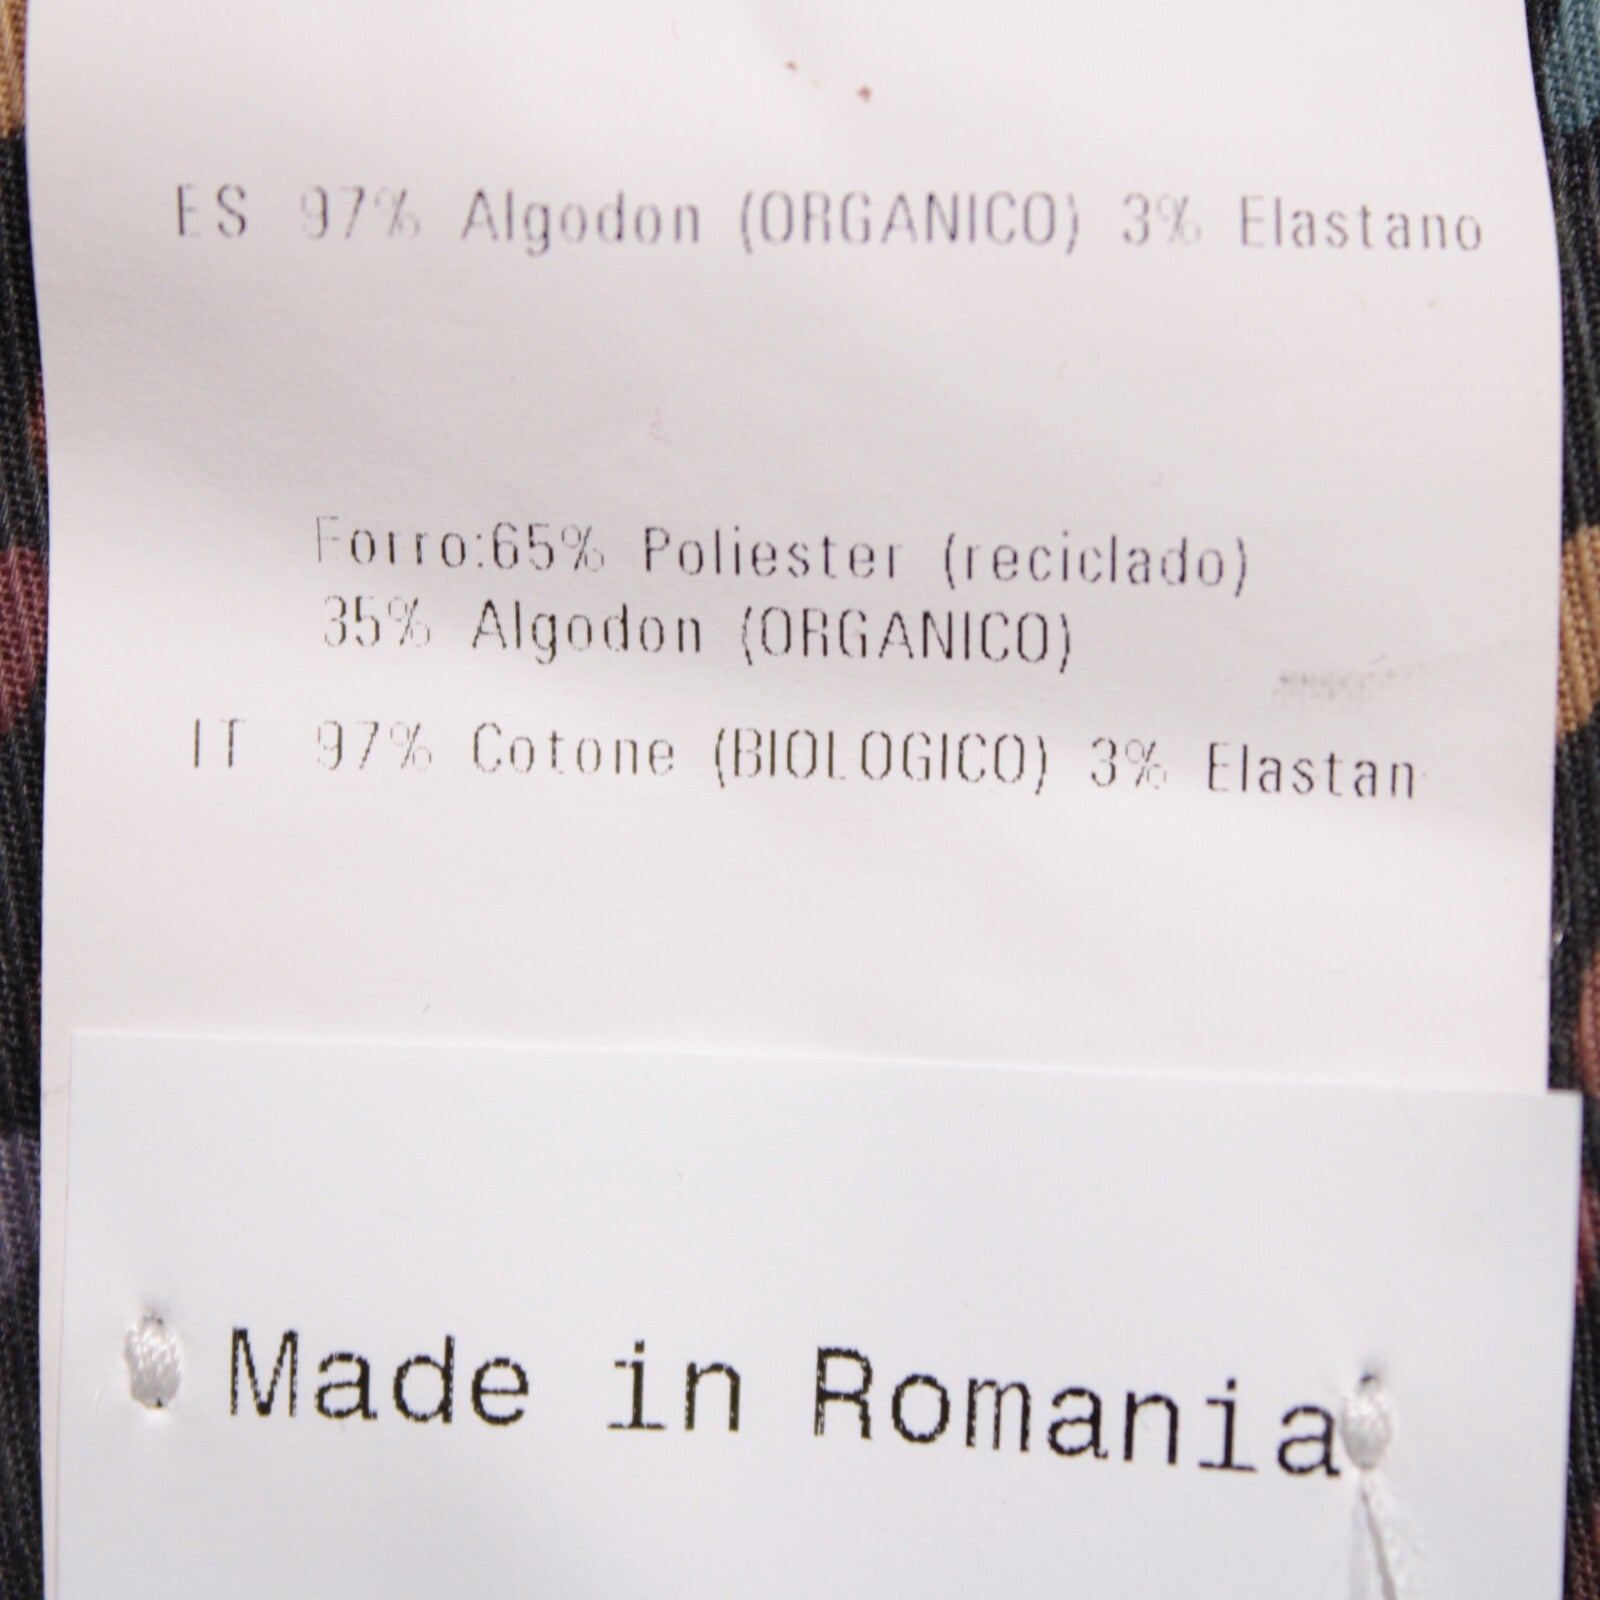 ES 97% Algodon (ORGANICO) 3% Elastano
Forro:65% Poliester (reciclado)
35% Algodon (ORGANICO)
IT 97% Cotone (BIOLOGICO) 3% Elastan
Made in Romania